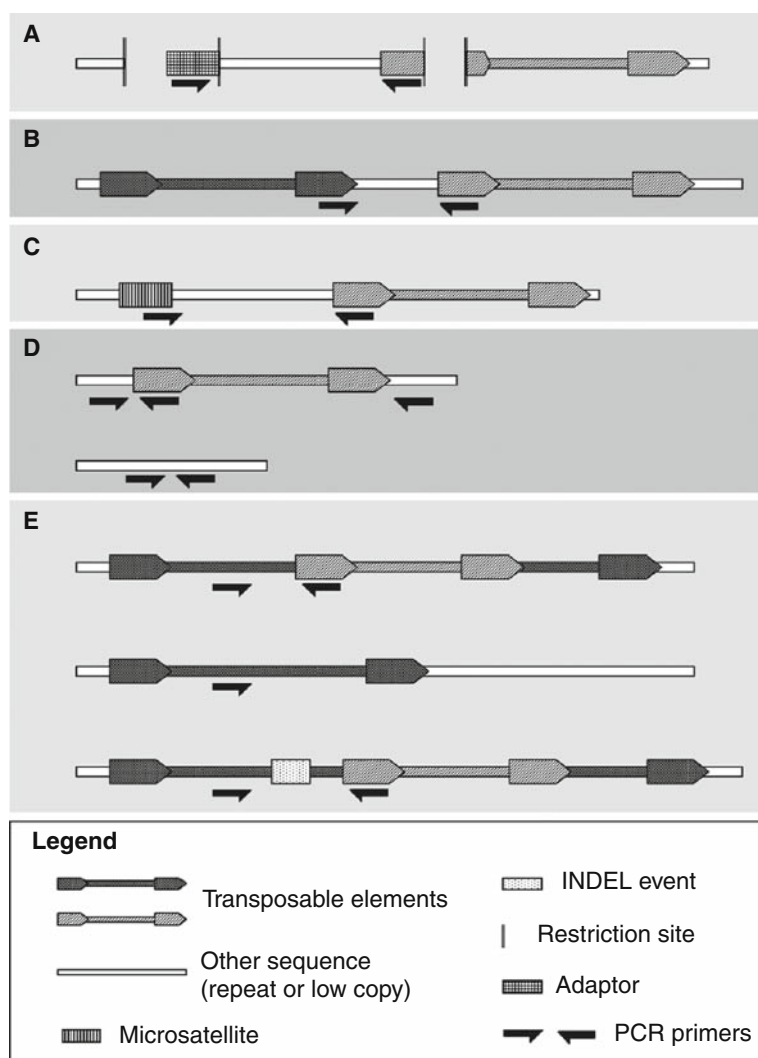 A
B
C
D
E
Legend
Transposable elements
Other sequence
(repeat or low copy)
Microsatellite
INDEL event
Restriction site
Adaptor
PCR primers